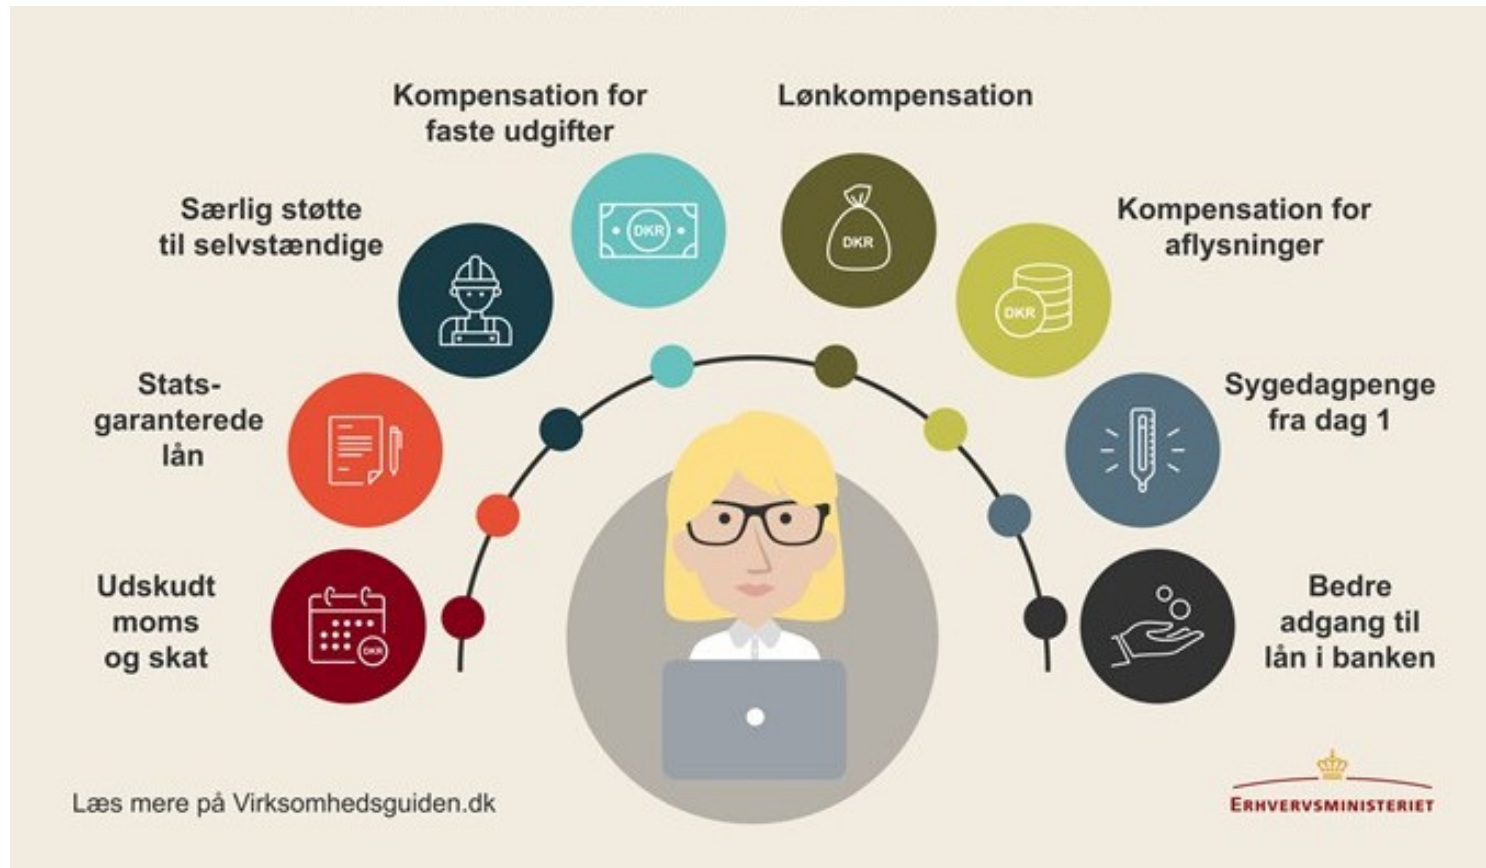 Kompensation for
faste udgifter
Lønkompensation
Særlig støtte
til selvstændige
Kompensation for
aflysninger
DKR
DKR
DKR
Stats-
garanterede
lån
Sygedagpenge
fra dag 1
Udskudt
moms
og skat
DKR
Bedre
adgang til
lån i banken
Læs mere på Virksomhedsguiden.dk
ERHVERVSMINISTERIET